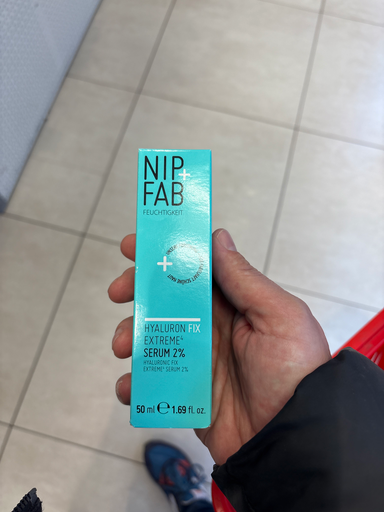 NIP+
FAB
FEUCHTIGKEIT
HYALURON FIX
EXTREME⁴
SERUM 2%
HYALURONIC FIX
EXTREME⁴ SERUM 2%
50 ml ℮ 1.69 fl. oz.